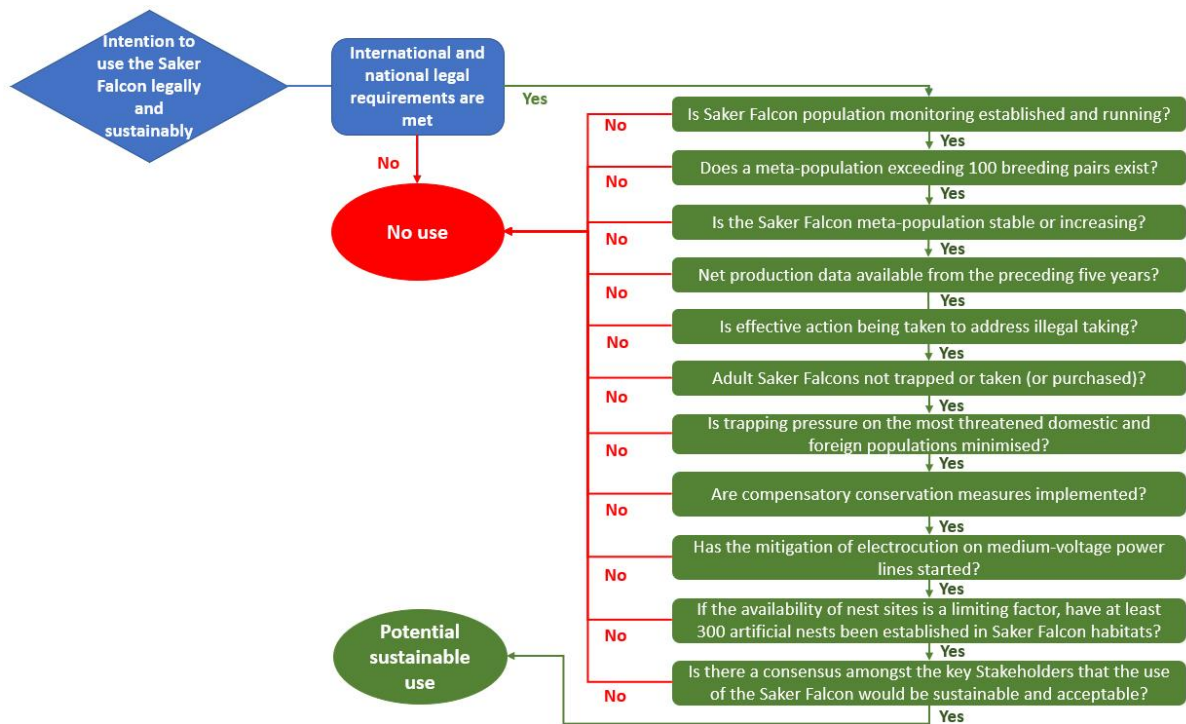 Intention to
use the Saker
Falcon legally
and
sustainably
International and
national legal
requirements are
met
Yes
No
No use
Is Saker Falcon population monitoring established and running?
No
Yes
Does a meta-population exceeding 100 breeding pairs exist?
No
Yes
Is the Saker Falcon meta-population stable or increasing?
No
Yes
Net production data available from the preceding five years?
No
Yes
Is effective action being taken to address illegal taking?
No
Yes
Adult Saker Falcons not trapped or taken (or purchased)?
No
Yes
Is trapping pressure on the most threatened domestic and
foreign populations minimised?
No
Yes
Are compensatory conservation measures implemented?
No
Yes
Has the mitigation of electrocution on medium-voltage power
lines started?
No
Yes
If the availability of nest sites is a limiting factor, have at least
300 artificial nests been established in Saker Falcon habitats?
No
Yes
Is there a consensus amongst the key Stakeholders that the use
of the Saker Falcon would be sustainable and acceptable?
No
Yes
Potential
sustainable
use